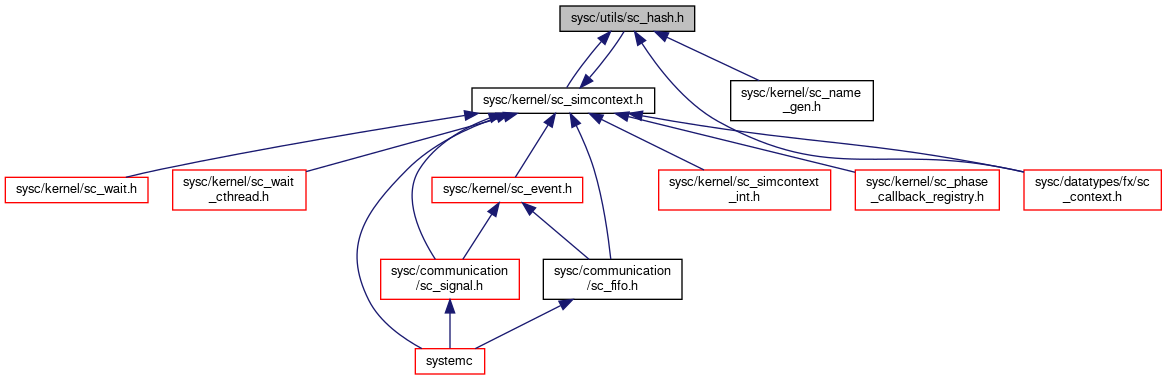 sysc/utils/sc_hash.h
sysc/kernel/sc_simcontext.h
sysc/kernel/sc_name
_gen.h
sysc/kernel/sc_wait.h
sysc/kernel/sc_wait
_cthread.h
sysc/kernel/sc_event.h
sysc/kernel/sc_simcontext
_int.h
sysc/kernel/sc_phase
_callback_registry.h
sysc/datatypes/fx/sc
_context.h
sysc/communication
/sc_signal.h
sysc/communication
/sc_fifo.h
systemc